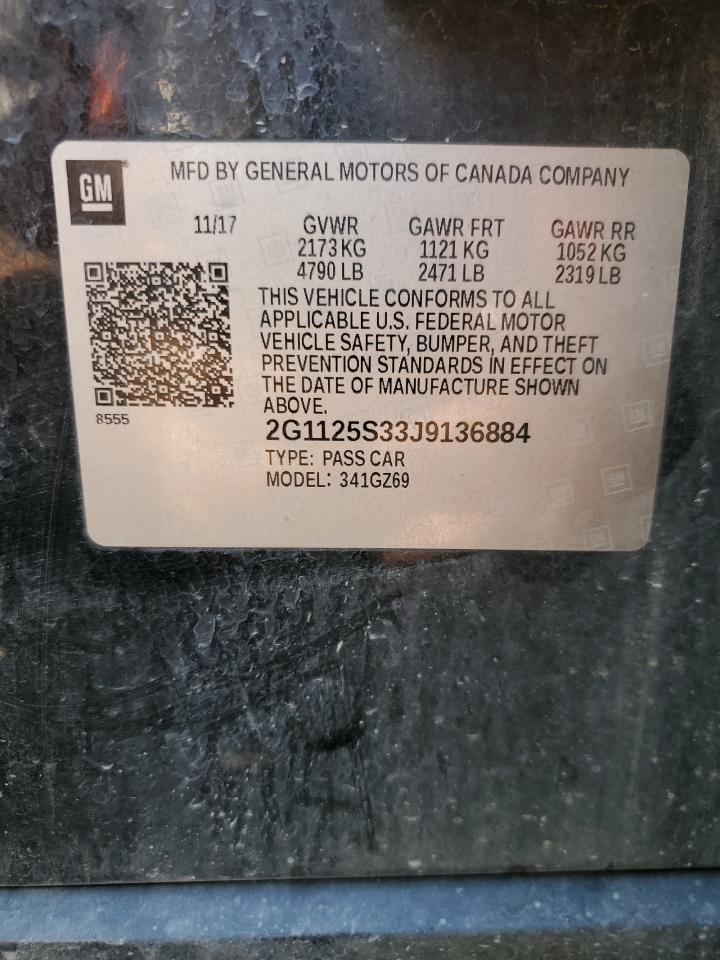 GM
MFD BY GENERAL MOTORS OF CANADA COMPANY
11/17 GVWR GAWR FRT GAWR RR
2173 KG 1121 KG 1052 KG
4790 LB 2471 LB 2319 LB
THIS VEHICLE CONFORMS TO ALL
APPLICABLE U.S. FEDERAL MOTOR
VEHICLE SAFETY, BUMPER, AND THEFT
PREVENTION STANDARDS IN EFFECT ON
THE DATE OF MANUFACTURE SHOWN
ABOVE.
8555
2G1125S33J9136884
TYPE: PASS CAR
MODEL: 341GZ69